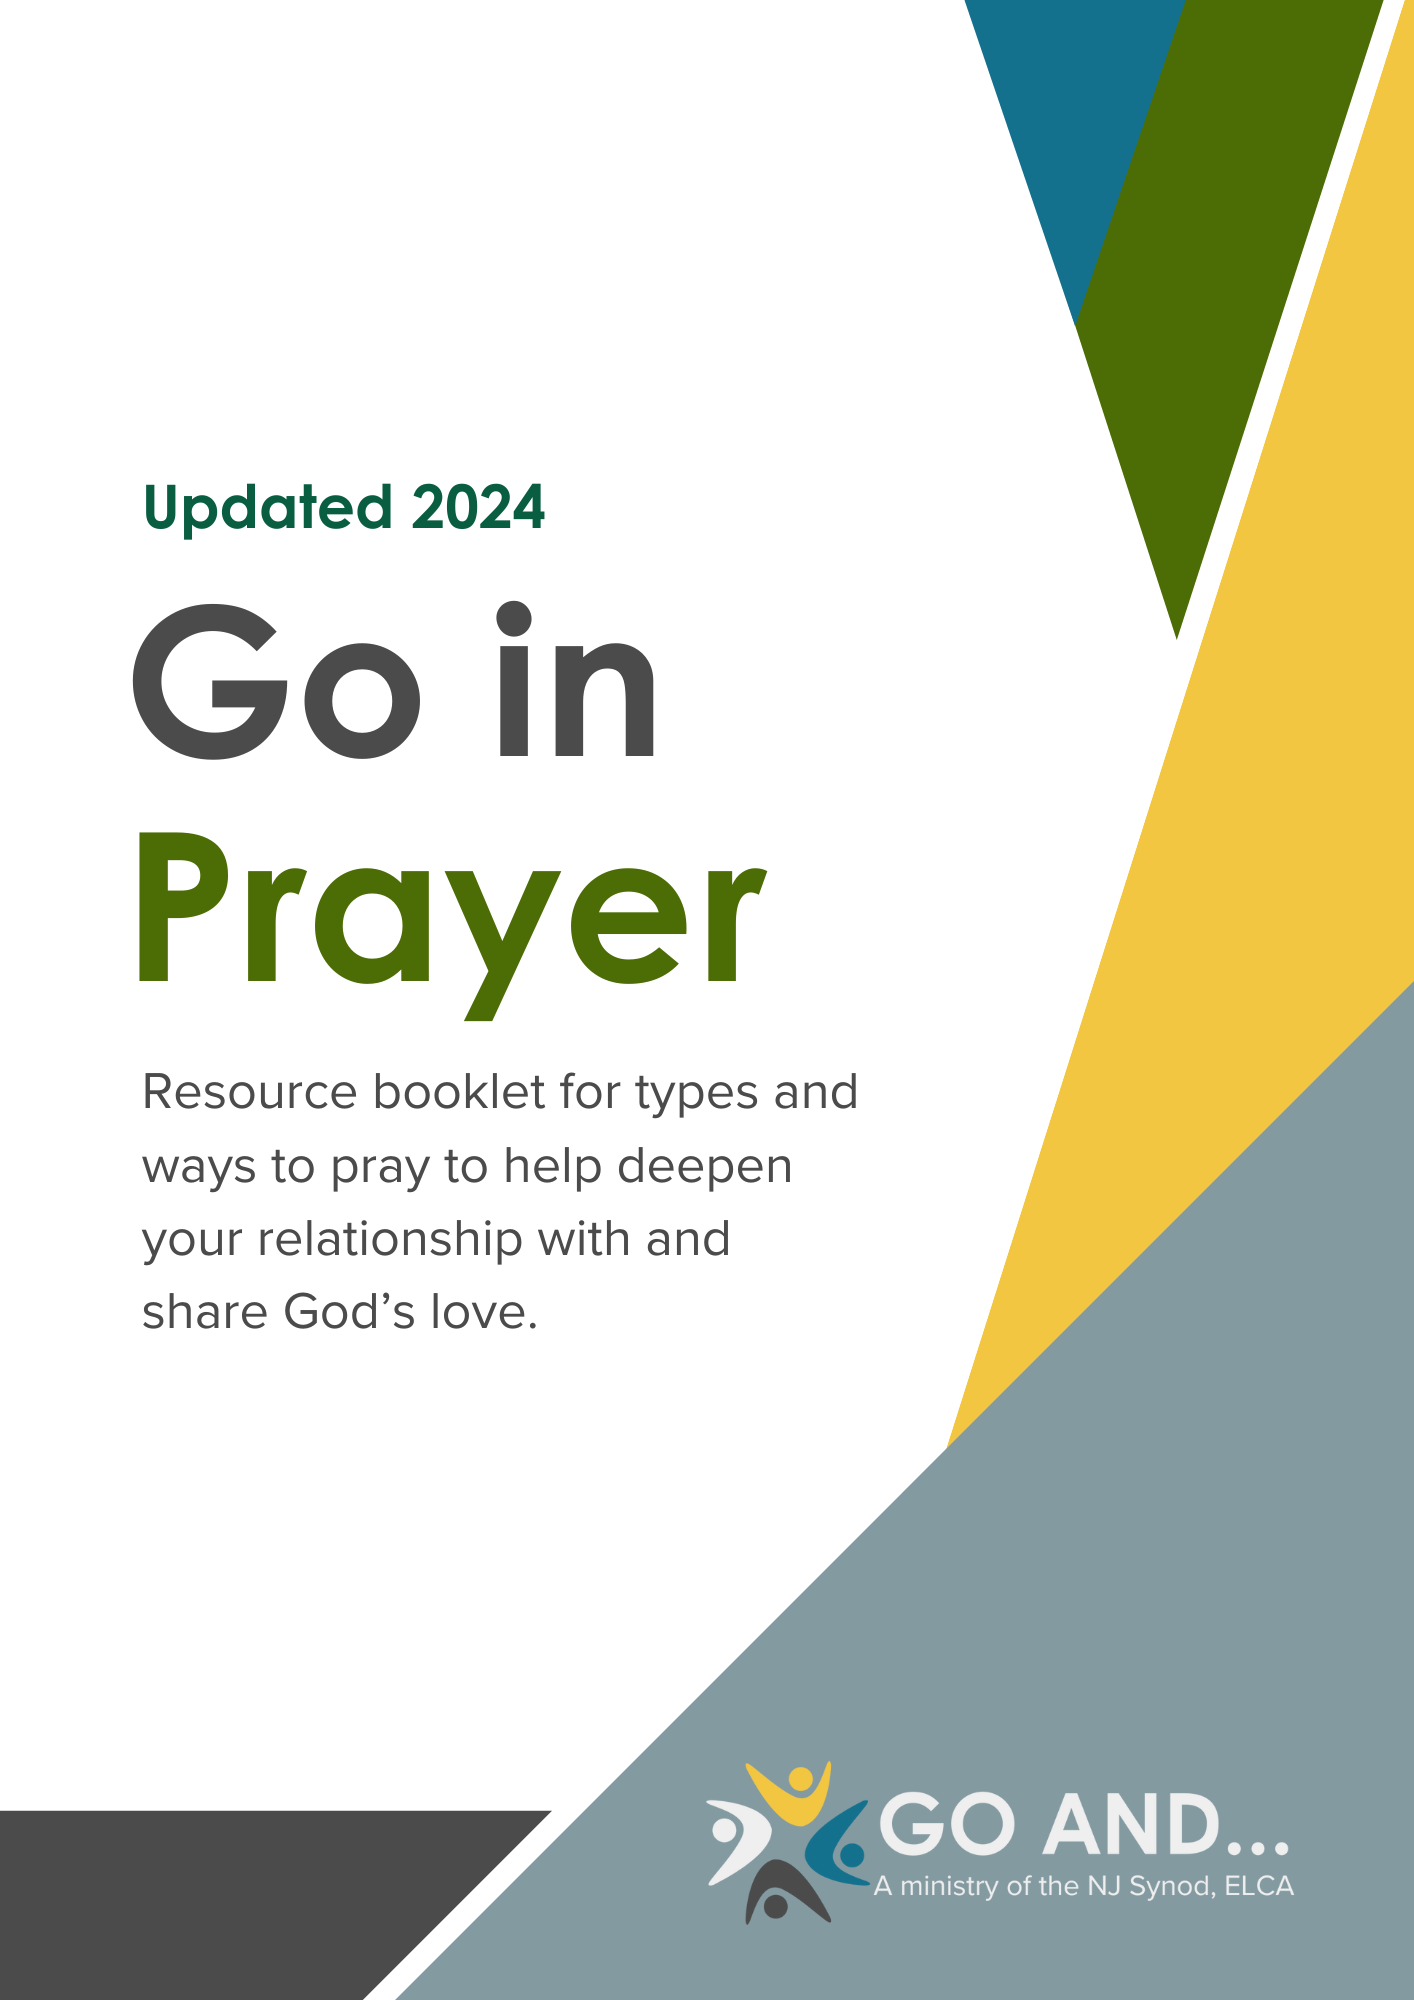 Updated 2024
Go in
Prayer
Resource booklet for types and
ways to pray to help deepen
your relationship with and
share God’s love.
GO AND...
A ministry of the NJ Synod, ELCA